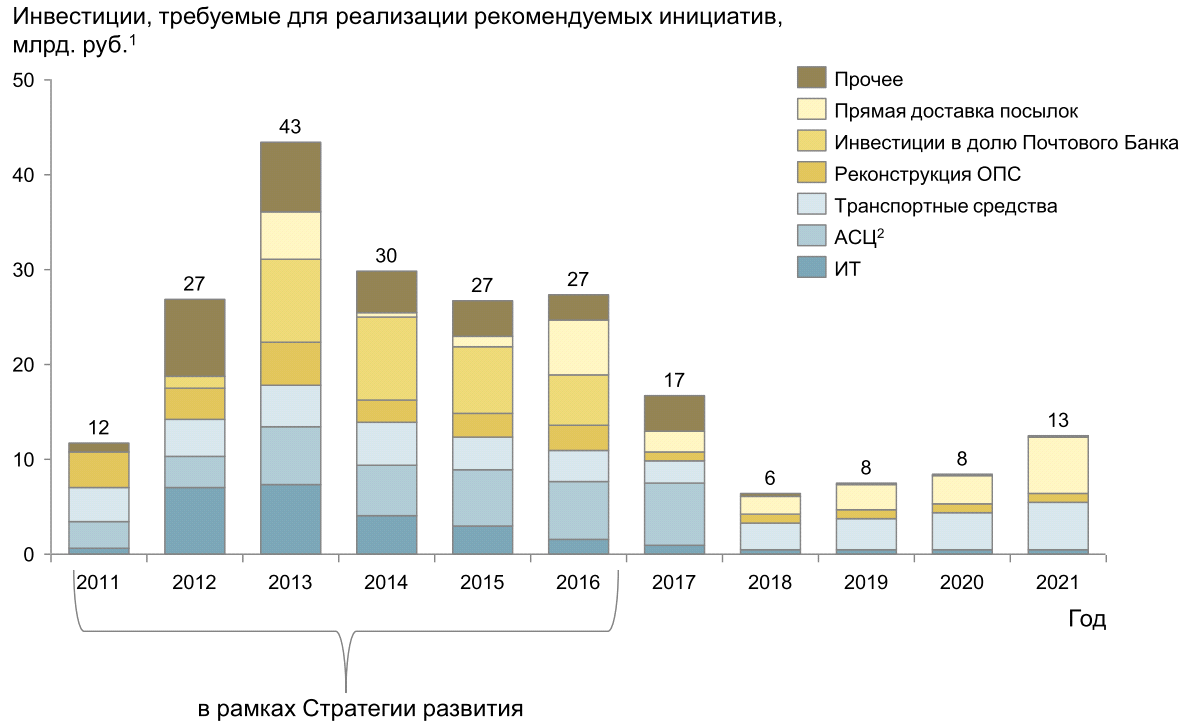 Инвестиции, требуемые для реализации рекомендуемых инициатив,
млрд. руб.¹
50
40
30
20
10
0
12
27
43
30
27
27
17
6
8
8
13
Прочее
Прямая доставка посылок
Инвестиции в долю Почтового Банка
Реконструкция ОПС
Транспортные средства
АСЦ²
ИТ
2011 2012 2013 2014 2015 2016 2017 2018 2019 2020 2021
Год
в рамках Стратегии развития